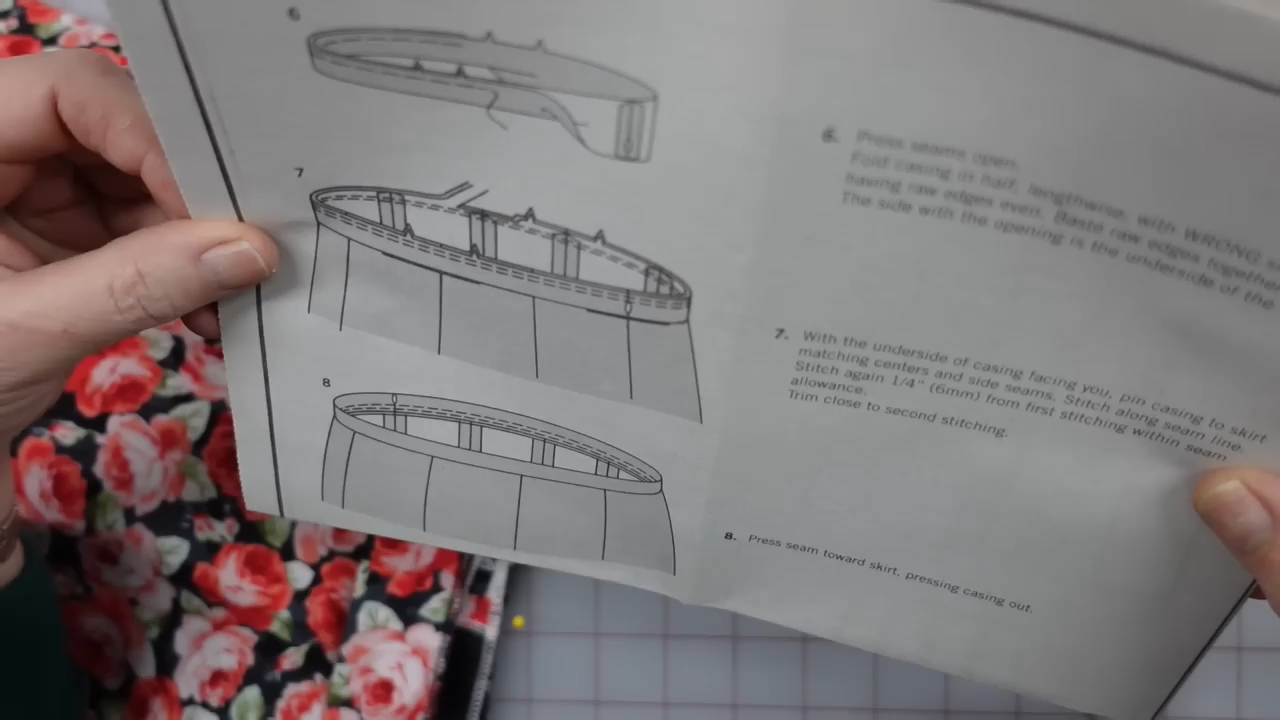 6
6. Press seams open.
Fold casing in half, lengthwise, with WRONG
having raw edges even. Baste raw edges together
The side with the opening is the underside of the
7
7. With the underside of casing facing you, pin casing to skirt
matching centers and side seams. Stitch along seam line.
Stitch again 1/4" (6mm) from first stitching within seam
allowance.
Trim close to second stitching.
8
8. Press seam toward skirt, pressing casing out.